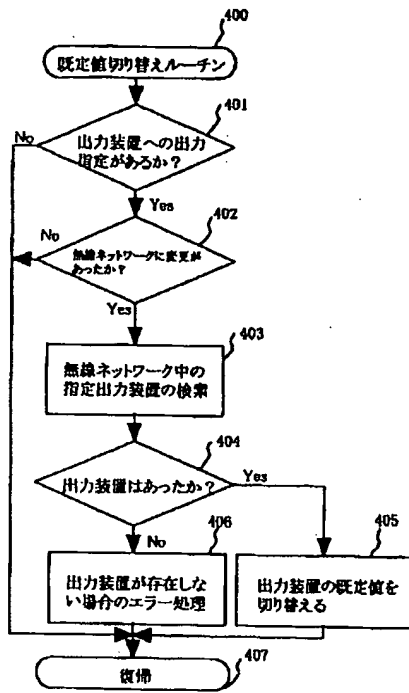 400
既定値切り替えルーチン
401
出力装置への出力
指定があるか?
No
Yes
402
無線ネットワークに変更が
あったか?
No
Yes
403
無線ネットワーク中の
指定出力装置の検索
404
出力装置はあったか?
Yes
No
406
出力装置が存在しな
い場合のエラー処理
405
出力装置の既定値を
切り替える
復帰
407